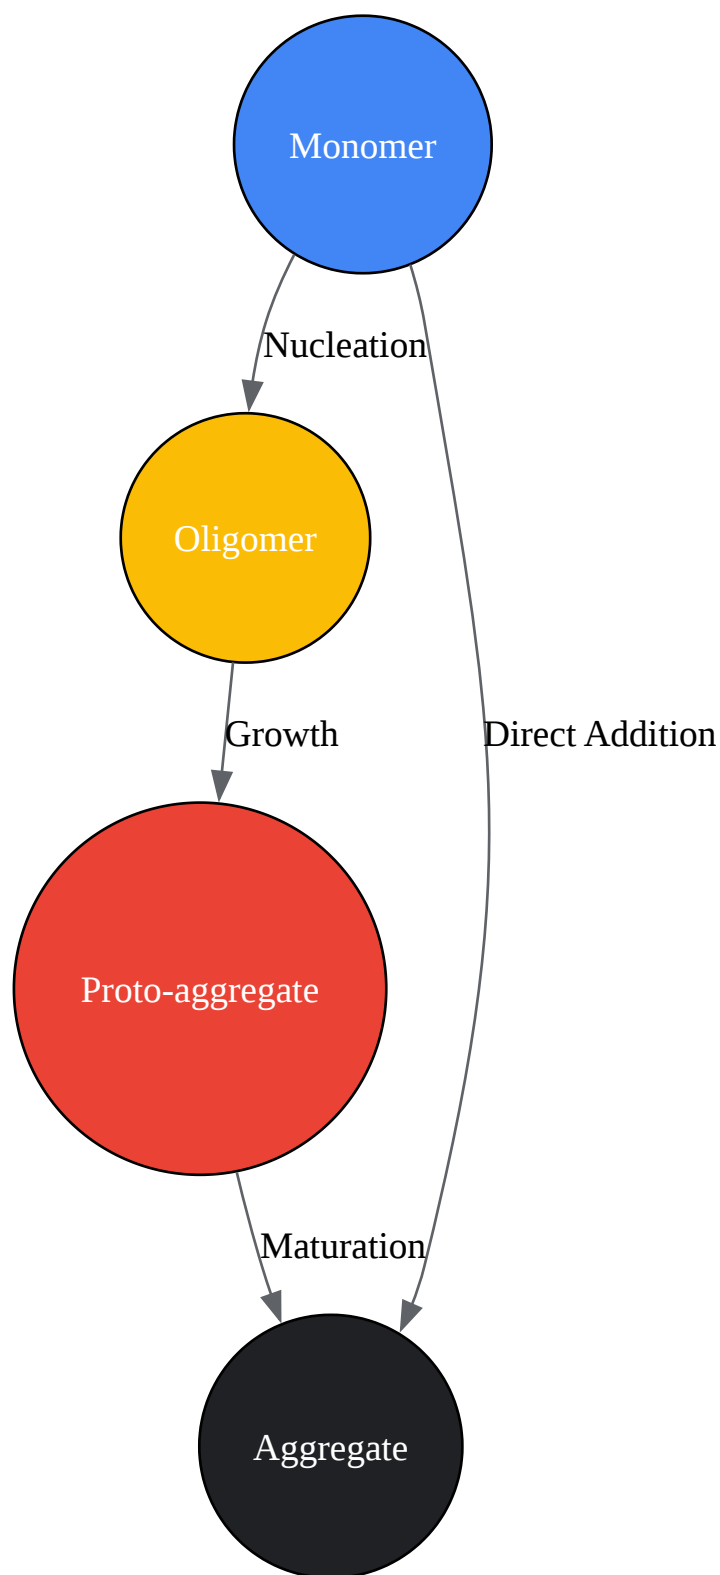 Monomer
Nucleation
Oligomer
Growth
Direct Addition
Proto-aggregate
Maturation
Aggregate